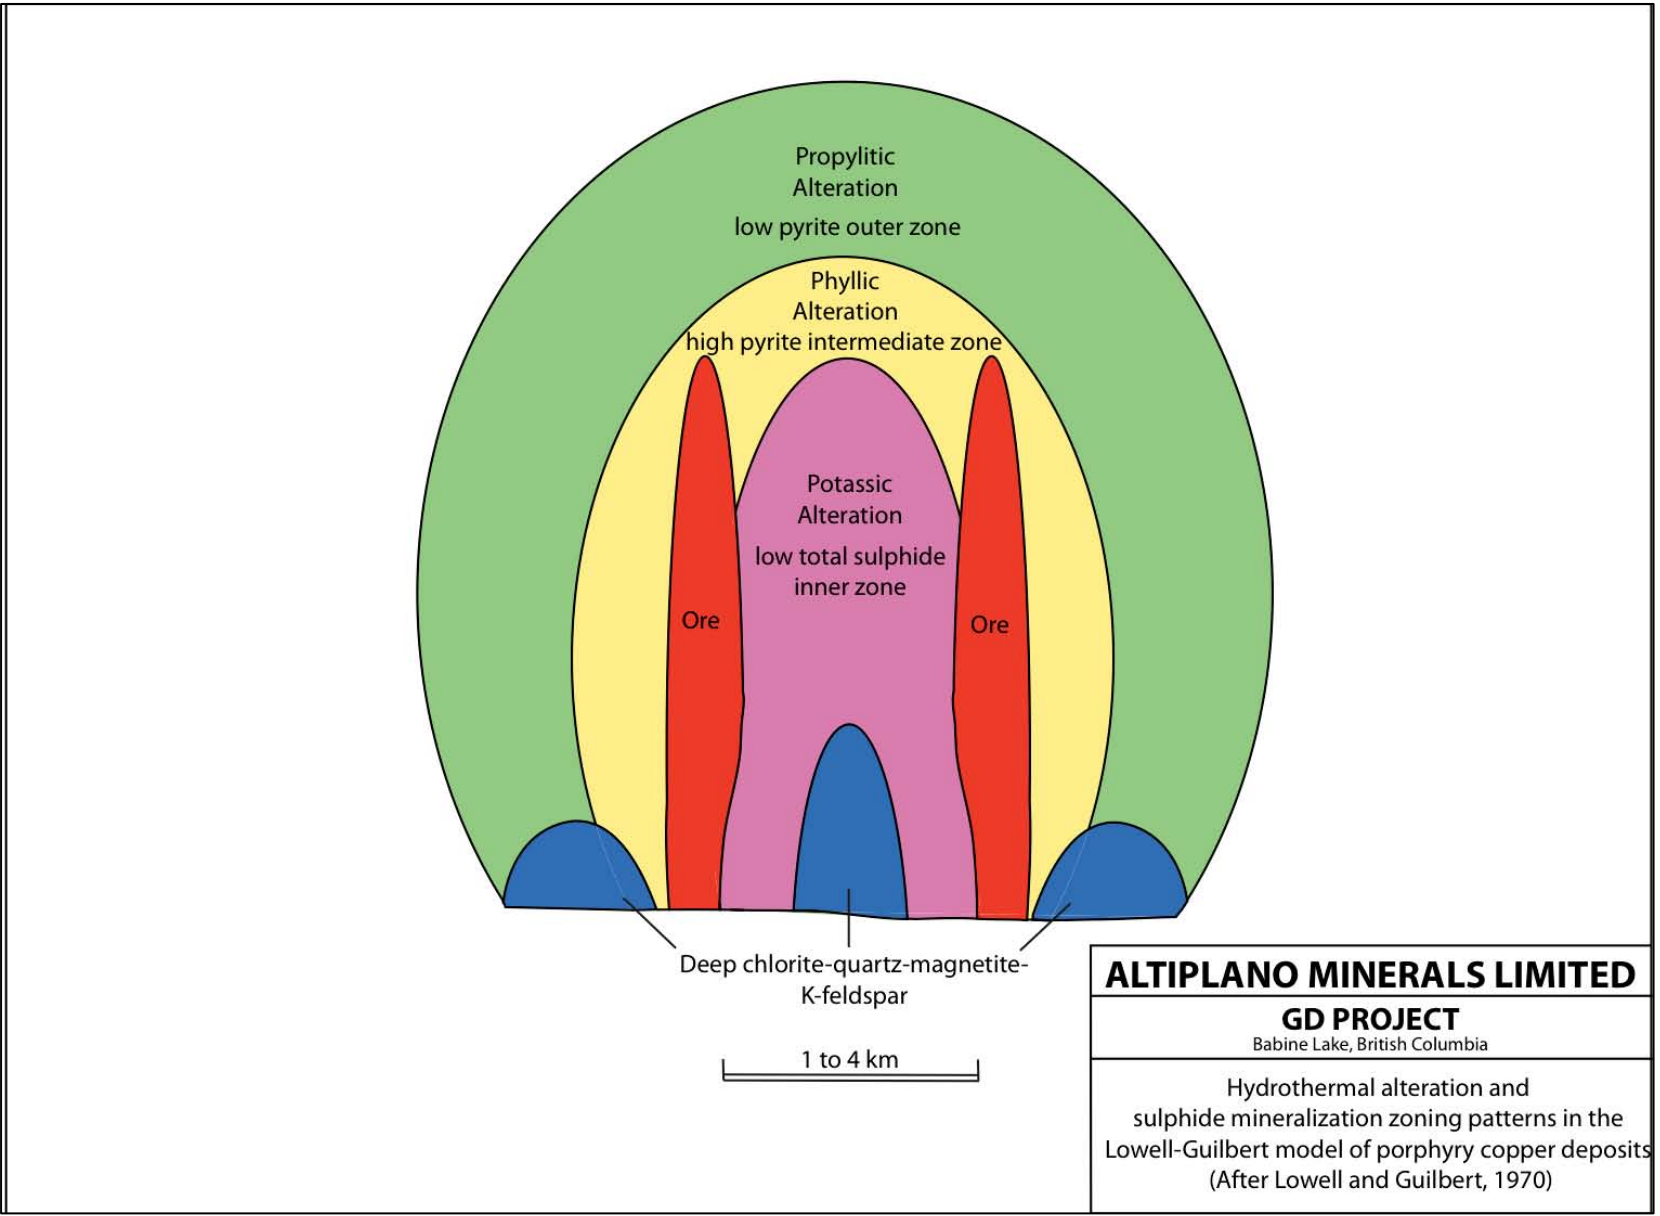 Propylitic
Alteration
low pyrite outer zone
Phyllic
Alteration
high pyrite intermediate zone
Potassic
Alteration
low total sulphide
inner zone
Ore
Ore
Deep chlorite-quartz-magnetite-
K-feldspar
1 to 4 km
ALTIPLANO MINERALS LIMITED
GD PROJECT
Babine Lake, British Columbia
Hydrothermal alteration and
sulphide mineralization zoning patterns in the
Lowell-Guilbert model of porphyry copper deposits
(After Lowell and Guilbert, 1970)